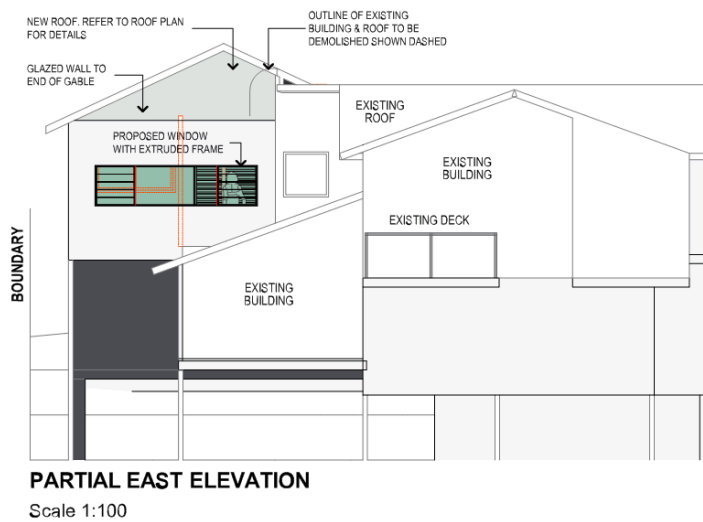 NEW ROOF. REFER TO ROOF PLAN
FOR DETAILS
OUTLINE OF EXISTING
BUILDING & ROOF TO BE
DEMOLISHED SHOWN DASHED
GLAZED WALL TO
END OF GABLE
EXISTING
ROOF
PROPOSED WINDOW
WITH EXTRUDED FRAME
EXISTING
BUILDING
EXISTING DECK
BOUNDARY
EXISTING
BUILDING
PARTIAL EAST ELEVATION
Scale 1:100